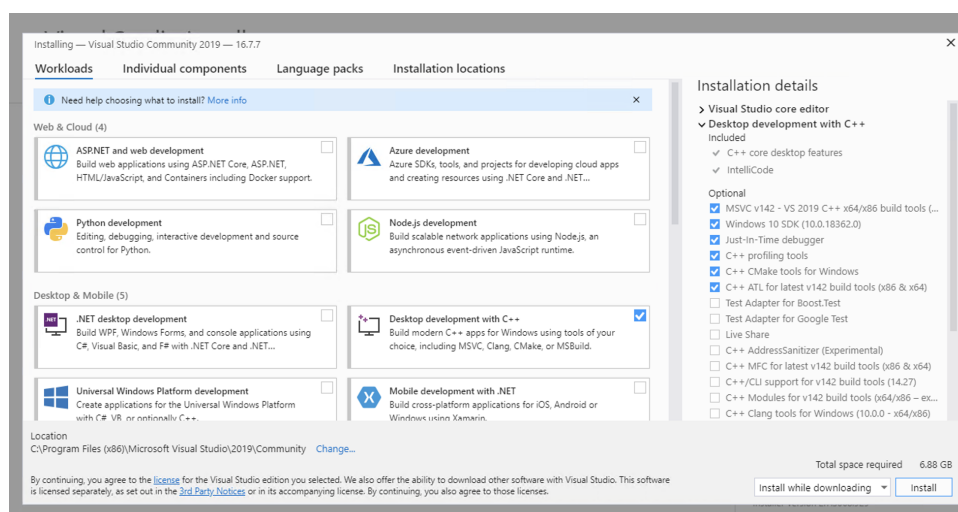 Installing — Visual Studio Community 2019 — 16.7.7
Workloads Individual components Language packs Installation locations
Need help choosing what to install? More info
Web & Cloud (4)
ASP.NET and web development
Build web applications using ASP.NET Core, ASP.NET,
HTML/JavaScript, and Containers including Docker support.
Azure development
Azure SDKs, tools, and projects for developing cloud apps
and creating resources using .NET Core and .NET...
Python development
Editing, debugging, interactive development and source
control for Python.
Node.js development
Build scalable network applications using Node.js, an
asynchronous event-driven JavaScript runtime.
Desktop & Mobile (5)
.NET desktop development
Build WPF, Windows Forms, and console applications using
C#, Visual Basic, and F# with .NET Core and .NET...
Desktop development with C++
Build modern C++ apps for Windows using tools of your
choice, including MSVC, Clang, CMake, or MSBuild.
Universal Windows Platform development
Create applications for the Universal Windows Platform
with C#, VB, or optionally C++.
Mobile development with .NET
Build cross-platform applications for iOS, Android or
Windows using Xamarin.
Installation details
Visual Studio core editor
Desktop development with C++
Included
C++ core desktop features
IntelliCode
Optional
MSVC v142 - VS 2019 C++ x64/x86 build tools (...
Windows 10 SDK (10.0.18362.0)
Just-In-Time debugger
C++ profiling tools
C++ CMake tools for Windows
C++ ATL for latest v142 build tools (x86 & x64)
Test Adapter for Boost.Test
Test Adapter for Google Test
Live Share
C++ AddressSanitizer (Experimental)
C++ MFC for latest v142 build tools (x86 & x64)
C++/CLI support for v142 build tools (14.27)
C++ Modules for v142 build tools (x64/x86 – ex...
C++ Clang tools for Windows (10.0.0 - x64/x86)
Location
C:\Program Files (x86)\Microsoft Visual Studio\2019\Community Change...
Total space required 6.88 GB
By continuing, you agree to the license for the Visual Studio edition you selected. We also offer the ability to download other software with Visual Studio. This software
is licensed separately, as set out in the 3rd Party Notices or in its accompanying license. By continuing, you also agree to those licenses.
Install while downloading Install